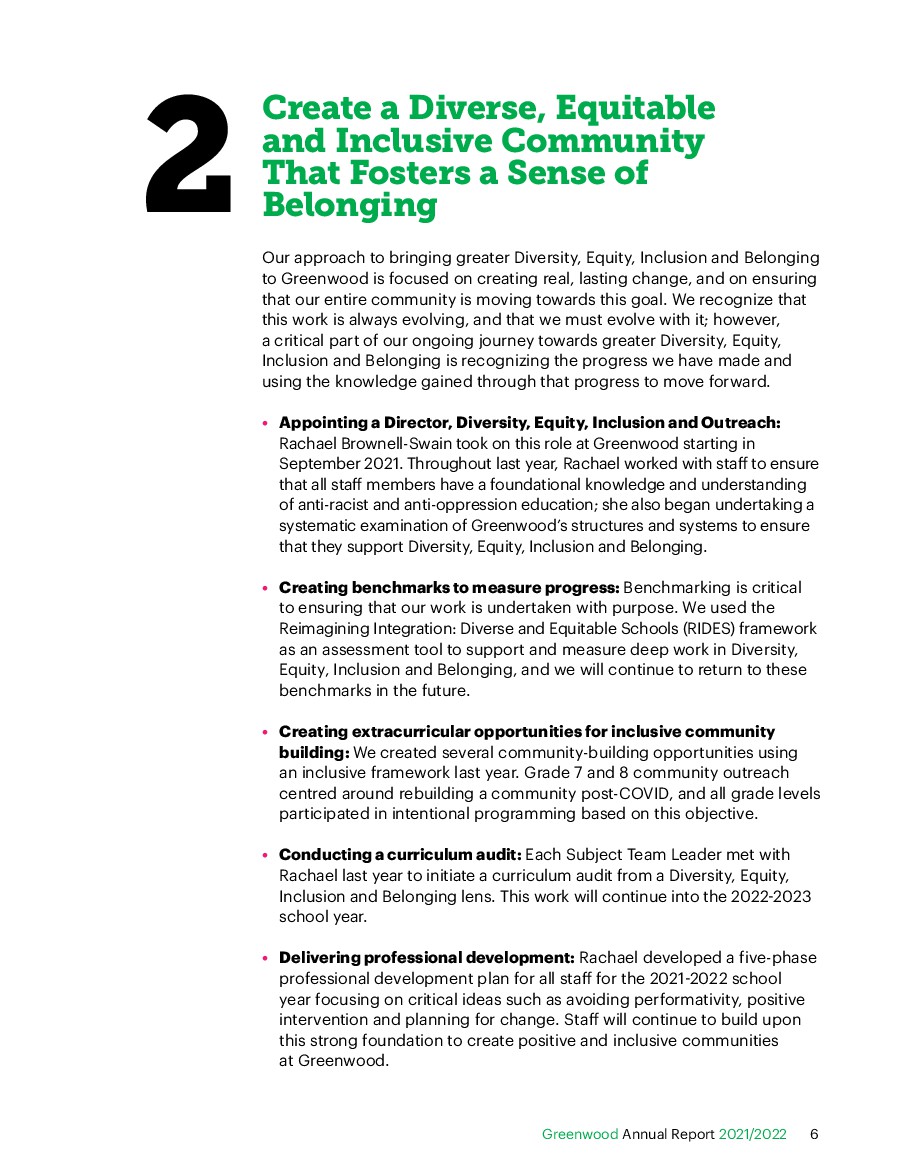 2
Create a Diverse, Equitable
and Inclusive Community
That Fosters a Sense of
Belonging
Our approach to bringing greater Diversity, Equity, Inclusion and Belonging
to Greenwood is focused on creating real, lasting change, and on ensuring
that our entire community is moving towards this goal. We recognize that
this work is always evolving, and that we must evolve with it; however,
a critical part of our ongoing journey towards greater Diversity, Equity,
Inclusion and Belonging is recognizing the progress we have made and
using the knowledge gained through that progress to move forward.
• Appointing a Director, Diversity, Equity, Inclusion and Outreach:
Rachael Brownell-Swain took on this role at Greenwood starting in
September 2021. Throughout last year, Rachael worked with staff to ensure
that all staff members have a foundational knowledge and understanding
of anti-racist and anti-oppression education; she also began undertaking a
systematic examination of Greenwood’s structures and systems to ensure
that they support Diversity, Equity, Inclusion and Belonging.
• Creating benchmarks to measure progress: Benchmarking is critical
to ensuring that our work is undertaken with purpose. We used the
Reimagining Integration: Diverse and Equitable Schools (RIDES) framework
as an assessment tool to support and measure deep work in Diversity,
Equity, Inclusion and Belonging, and we will continue to return to these
benchmarks in the future.
• Creating extracurricular opportunities for inclusive community
building: We created several community-building opportunities using
an inclusive framework last year. Grade 7 and 8 community outreach
centred around rebuilding a community post-COVID, and all grade levels
participated in intentional programming based on this objective.
• Conducting a curriculum audit: Each Subject Team Leader met with
Rachael last year to initiate a curriculum audit from a Diversity, Equity,
Inclusion and Belonging lens. This work will continue into the 2022-2023
school year.
• Delivering professional development: Rachael developed a five-phase
professional development plan for all staff for the 2021-2022 school
year focusing on critical ideas such as avoiding performativity, positive
intervention and planning for change. Staff will continue to build upon
this strong foundation to create positive and inclusive communities
at Greenwood.
Greenwood Annual Report 2021/2022 6